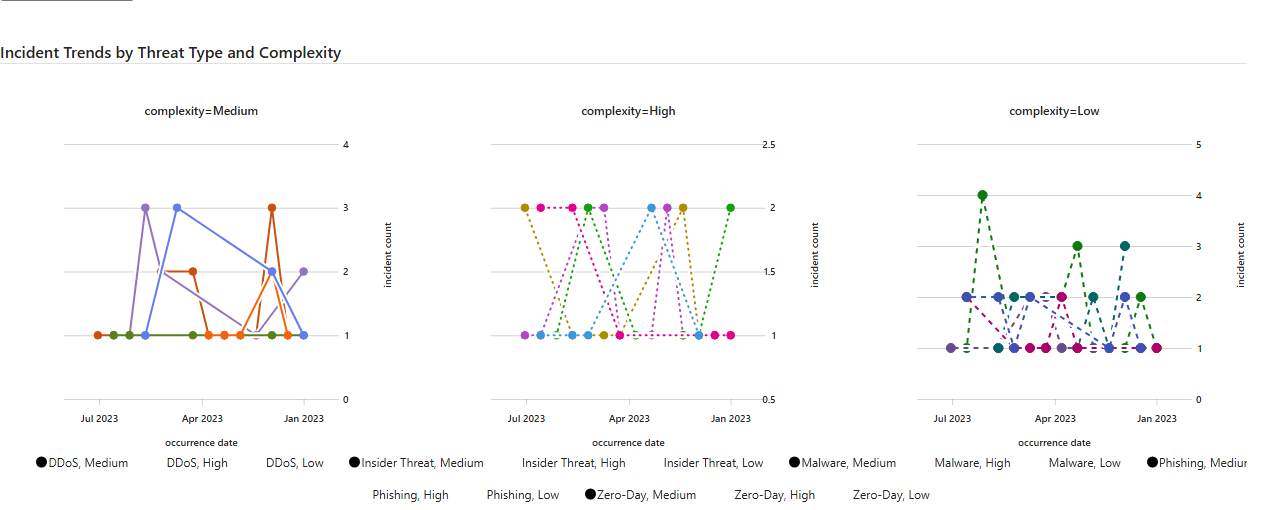 Incident Trends by Threat Type and Complexity
complexity=Medium
complexity=High
complexity=Low
4
3
2
1
0
incident count
Jul 2023
Apr 2023
Jan 2023
occurrence date
2.5
2
1.5
1
0.5
incident count
Jul 2023
Apr 2023
Jan 2023
occurrence date
5
4
3
2
1
0
incident count
Jul 2023
Apr 2023
Jan 2023
occurrence date
DDoS, Medium DDoS, High DDoS, Low Insider Threat, Medium Insider Threat, High Insider Threat, Low Malware, Medium Malware, High Malware, Low Phishing, Mediur
Phishing, High Phishing, Low Zero-Day, Medium Zero-Day, High Zero-Day, Low